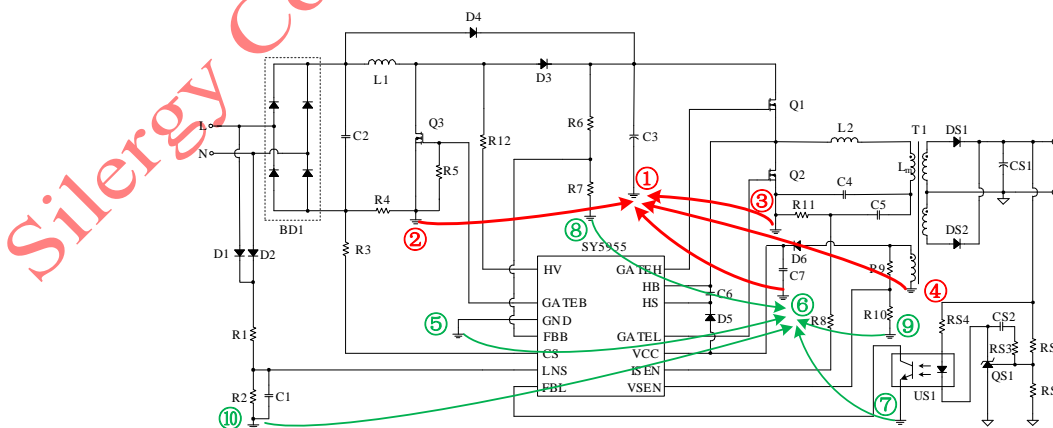 Silergy Co
D4
L1
D3
Q1
Q3
R12
R6
C3
C2
L
N
R5
L2
T1
DS1
CS1
Lm
Q2
R7
①
③
C4
R4
②
⑧
R11
C5
BD1
DS2
D1
D2
R3
SY5955
D6
C7
R9
④
HV
GATEH
HB
C6
⑥
GATEB
HS
R10
⑤
GND
D5
R8
⑨
CS2
RS4
R1
FBB
GATEL
CS
VCC
RS3
RS
LNS
ISEN
QS1
FBL
VSEN
US1
RS
R2
C1
⑦
⑩